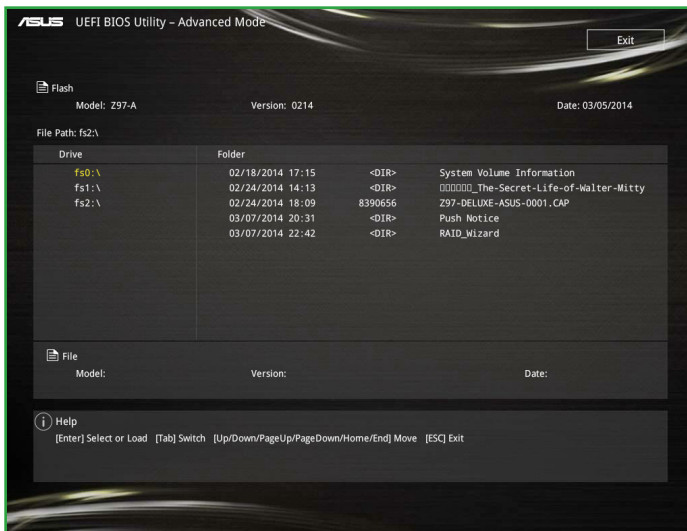 ASUS UEFI BIOS Utility – Advanced Mode
Exit
Flash
Model: Z97-A Version: 0214 Date: 03/05/2014
File Path: fs2:\
Drive Folder
fs0:\ 02/18/2014 17:15 <DIR> System Volume Information
fs1:\ 02/24/2014 14:13 <DIR> □□□□□□_The-Secret-Life-of-Walter-Mitty
fs2:\ 02/24/2014 18:09 8390656 Z97-DELUXE-ASUS-0001.CAP
03/07/2014 20:31 <DIR> Push Notice
03/07/2014 22:42 <DIR> RAID_Wizard
File
Model: Version: Date:
Help
[Enter] Select or Load [Tab] Switch [Up/Down/PageUp/PageDown/Home/End] Move [ESC] Exit